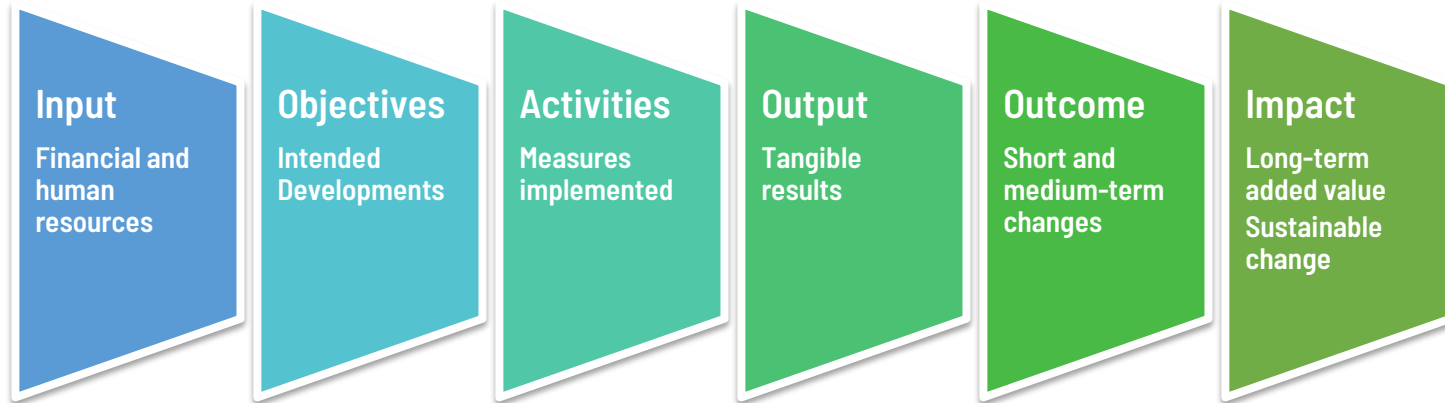 Input
Financial and
human
resources
Objectives
Intended
Developments
Activities
Measures
implemented
Output
Tangible
results
Outcome
Short and
medium-term
changes
Impact
Long-term
added value
Sustainable
change